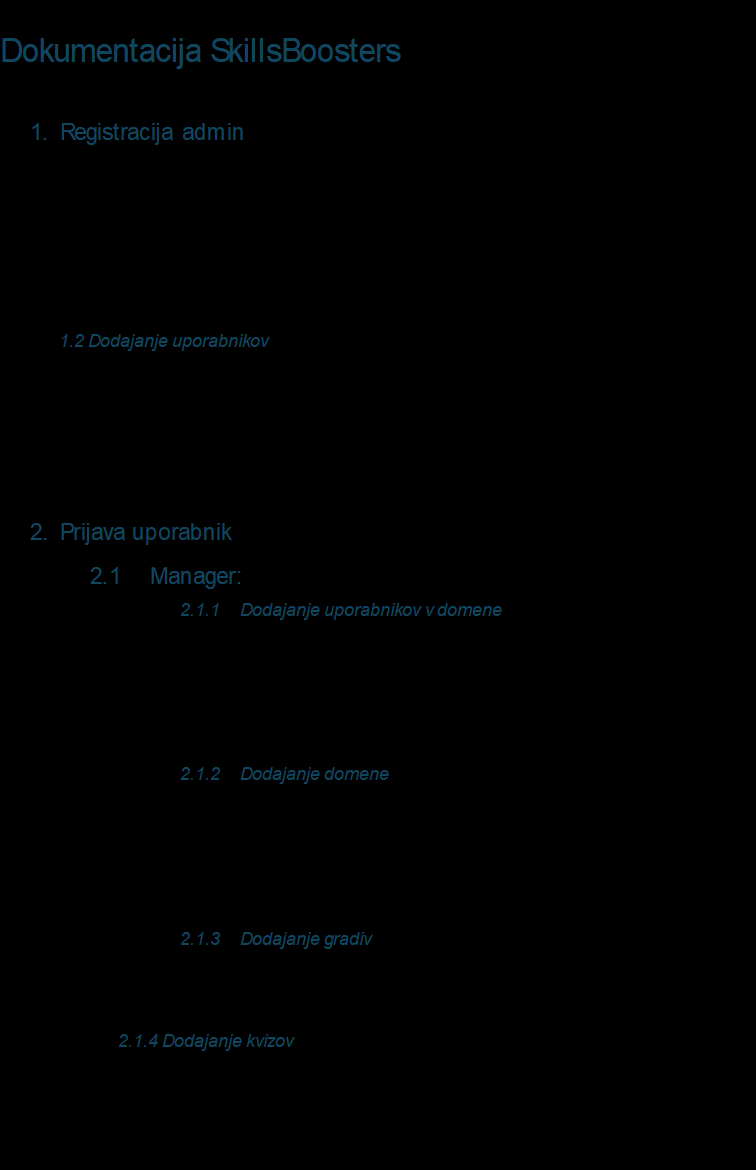 Dokumentacija SkillsBoosters
1. Registracija admin
1.2 Dodajanje uporabnikov
2. Prijava uporabnik
2.1 Manager:
2.1.1 Dodajanje uporabnikov v domene
2.1.2 Dodajanje domene
2.1.3 Dodajanje gradiv
2.1.4 Dodajanje kvizov